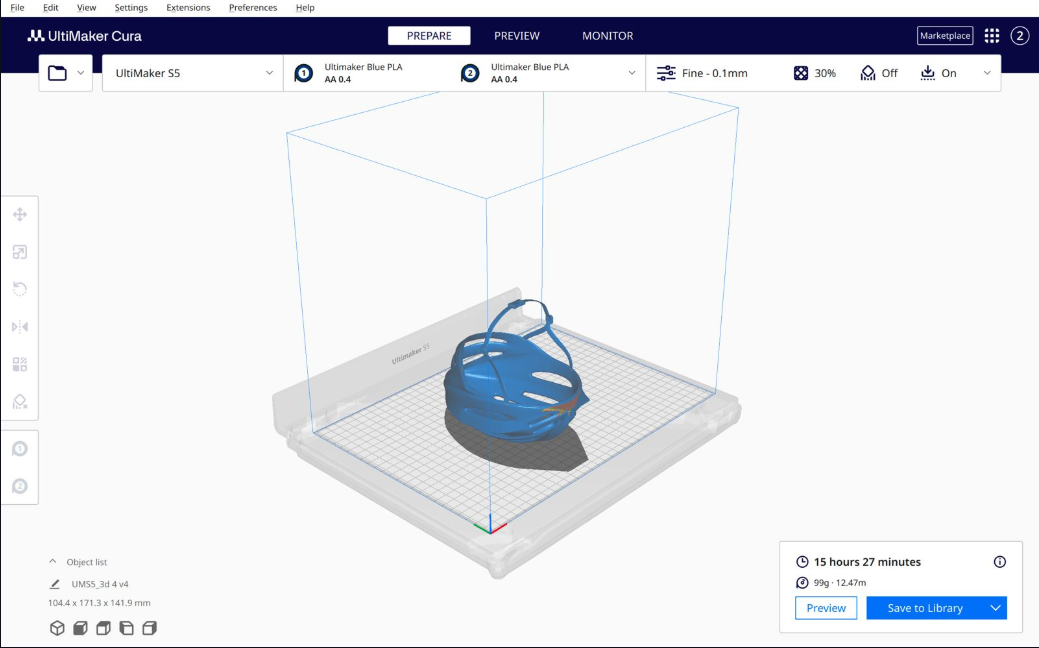 File Edit View Settings Extensions Preferences Help
UltiMaker Cura PREPARE PREVIEW MONITOR Marketplace 2
UltiMaker S5 1 Ultimaker Blue PLA AA 0.4 2 Ultimaker Blue PLA AA 0.4 Fine - 0.1mm 30% Off On
Ultimaker S5
1
2
Object list
UMS5_3d 4 v4
104.4 x 171.3 x 141.9 mm
15 hours 27 minutes
99g · 12.47m
Preview Save to Library